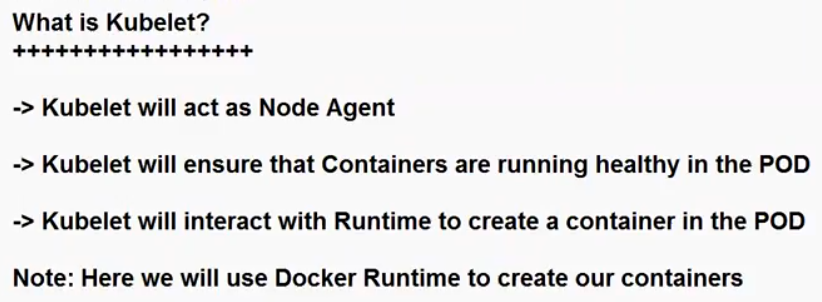 What is Kubelet?
+++++++++++++++++
-> Kubelet will act as Node Agent
-> Kubelet will ensure that Containers are running healthy in the POD
-> Kubelet will interact with Runtime to create a container in the POD
Note: Here we will use Docker Runtime to create our containers